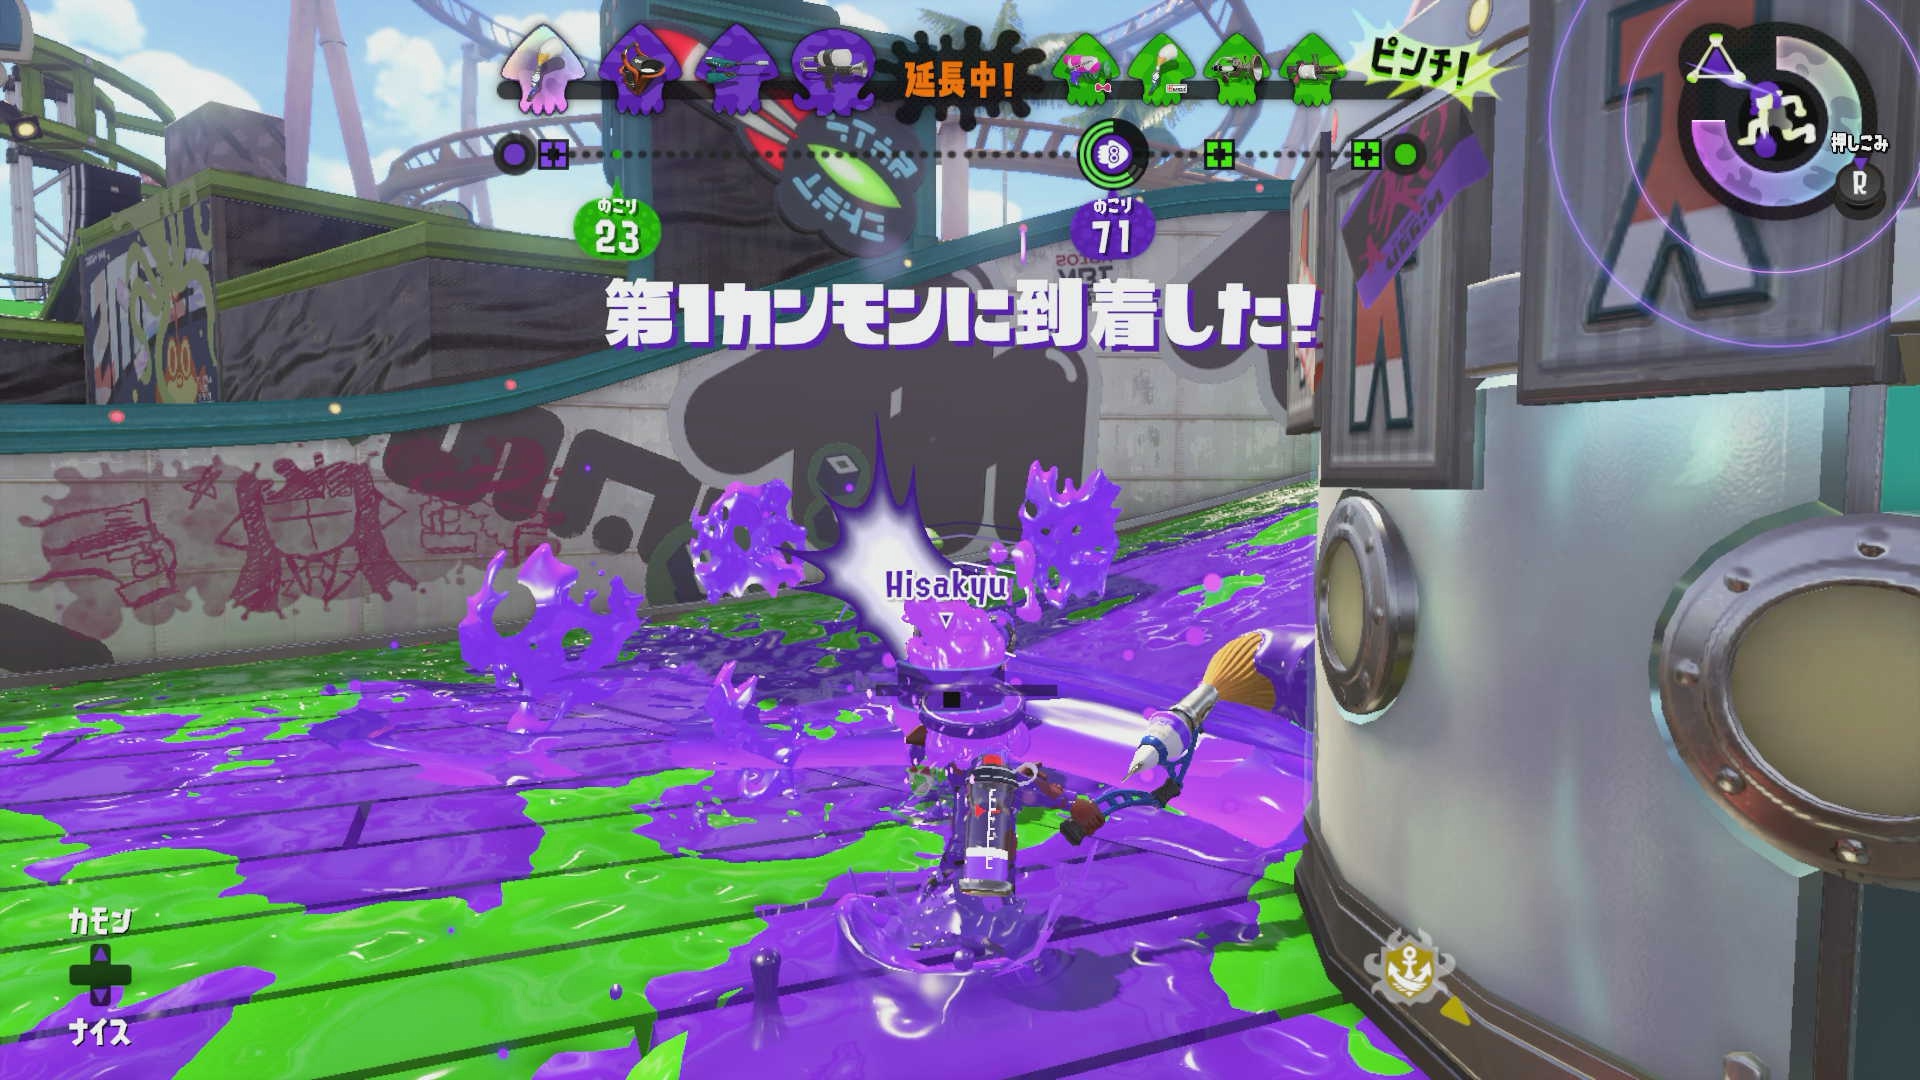 延長中!
ピンチ!
押しこみ
R
のこり
23
のこり
71
第1カンモンに到着した!
Hisakyu
カモン
ナイス